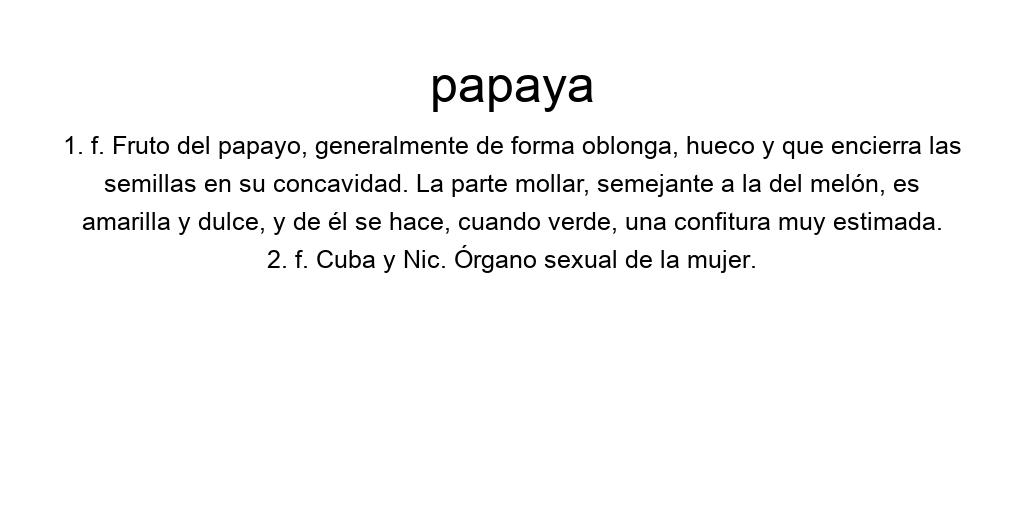 papaya
1. f. Fruto del papayo, generalmente de forma oblonga, hueco y que encierra las
semillas en su concavidad. La parte mollar, semejante a la del melón, es
amarilla y dulce, y de él se hace, cuando verde, una confitura muy estimada.
2. f. Cuba y Nic. Órgano sexual de la mujer.